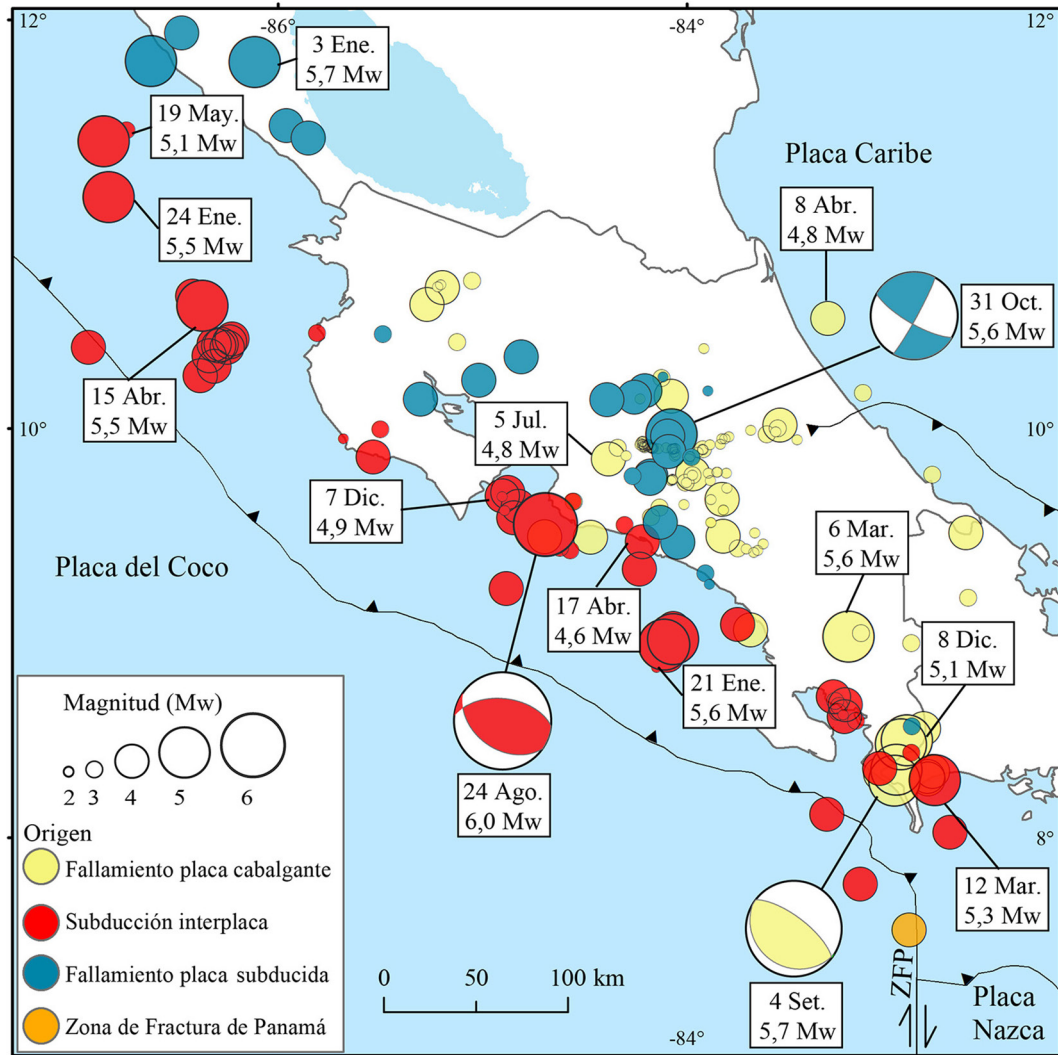 12°
-86°
-84°
12°
3 Ene.
5,7 Mw
19 May.
5,1 Mw
Placa Caribe
24 Ene.
5,5 Mw
8 Abr.
4,8 Mw
31 Oct.
5,6 Mw
15 Abr.
5,5 Mw
5 Jul.
4,8 Mw
10°
10°
7 Dic.
4,9 Mw
6 Mar.
5,6 Mw
Placa del Coco
17 Abr.
4,6 Mw
8 Dic.
5,1 Mw
21 Ene.
5,6 Mw
24 Ago.
6,0 Mw
8°
12 Mar.
5,3 Mw
4 Set.
5,7 Mw
ZFP
Placa
Nazca
Magnitud (Mw)
2 3 4 5 6
Origen
Fallamiento placa cabalgante
Subducción interplaca
Fallamiento placa subducida
Zona de Fractura de Panamá
0 50 100 km
-84°